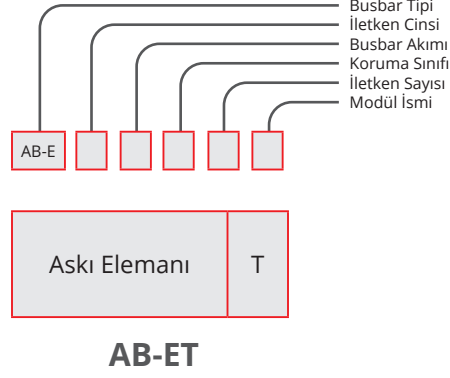 Busbar Tipi
İletken Cinsi
Busbar Akımı
Koruma Sınıfı
İletken Sayısı
Modül İsmi
AB-E
Askı Elemanı T
AB-ET